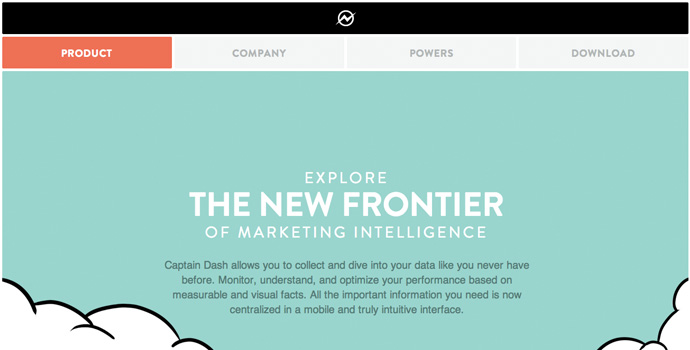 PRODUCT COMPANY POWERS DOWNLOAD
EXPLORE
THE NEW FRONTIER
OF MARKETING INTELLIGENCE
Captain Dash allows you to collect and dive into your data like you never have
before. Monitor, understand, and optimize your performance based on
measurable and visual facts. All the important information you need is now
centralized in a mobile and truly intuitive interface.